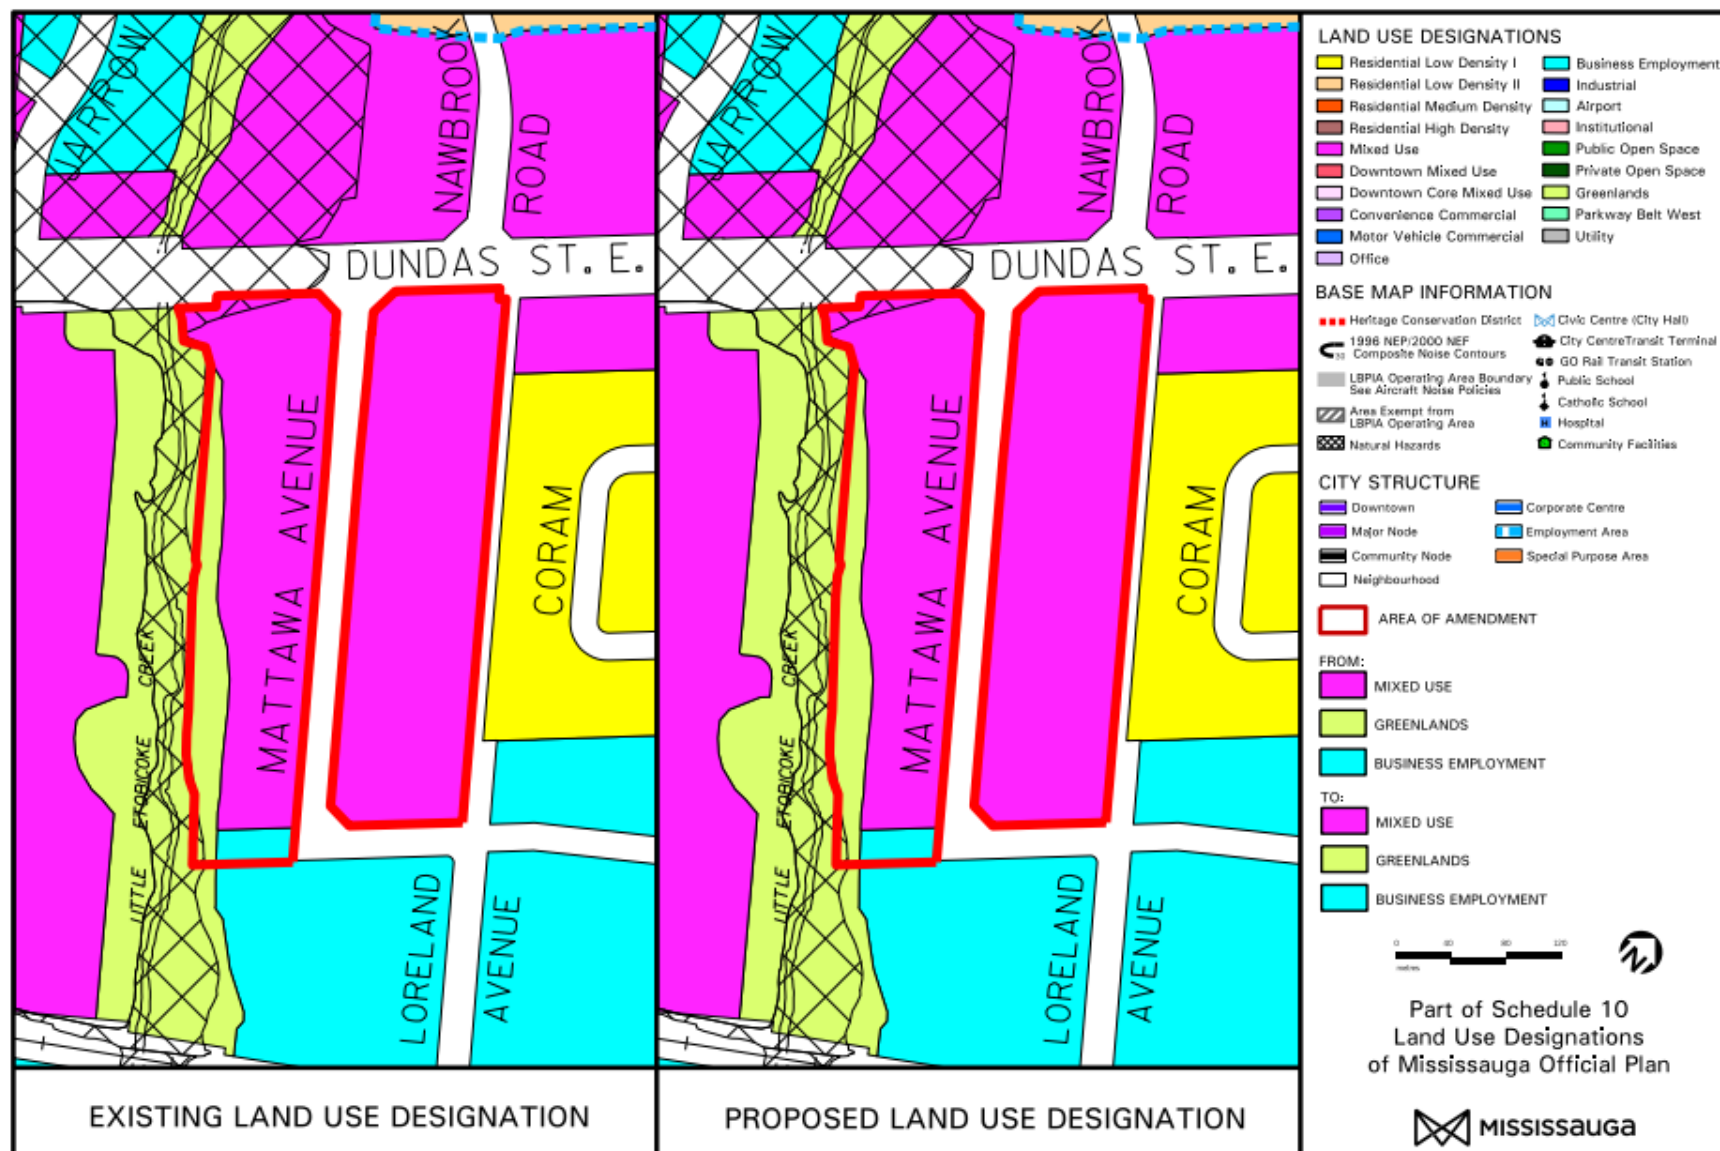 JARROW
NAWBROOK
ROAD
DUNDAS ST. E.
MATTAWA AVENUE
CORAM
LITTLE ETOBICOKE CREEK
LORELAND
AVENUE
EXISTING LAND USE DESIGNATION
JARROW
NAWBROOK
ROAD
DUNDAS ST. E.
MATTAWA AVENUE
CORAM
LITTLE ETOBICOKE CREEK
LORELAND
AVENUE
PROPOSED LAND USE DESIGNATION
LAND USE DESIGNATIONS
Residential Low Density I
Residential Low Density II
Residential Medium Density
Residential High Density
Mixed Use
Downtown Mixed Use
Downtown Core Mixed Use
Convenience Commercial
Motor Vehicle Commercial
Office
Business Employment
Industrial
Airport
Institutional
Public Open Space
Private Open Space
Greenlands
Parkway Belt West
Utility
BASE MAP INFORMATION
Heritage Conservation District
1996 NEP/2000 NEF
Composite Noise Contours
LBPIA Operating Area Boundary
See Aircraft Noise Policies
Area Exempt from
LBPIA Operating Area
Natural Hazards
Civic Centre (City Hall)
City CentreTransit Terminal
GO Rail Transit Station
Public School
Catholic School
H Hospital
Community Facilities
CITY STRUCTURE
Downtown
Major Node
Community Node
Neighbourhood
Corporate Centre
Employment Area
Special Purpose Area
AREA OF AMENDMENT
FROM:
MIXED USE
GREENLANDS
BUSINESS EMPLOYMENT
TO:
MIXED USE
GREENLANDS
BUSINESS EMPLOYMENT
0 40 80 120
metres
N
Part of Schedule 10
Land Use Designations
of Mississauga Official Plan
MISSISSAUGA